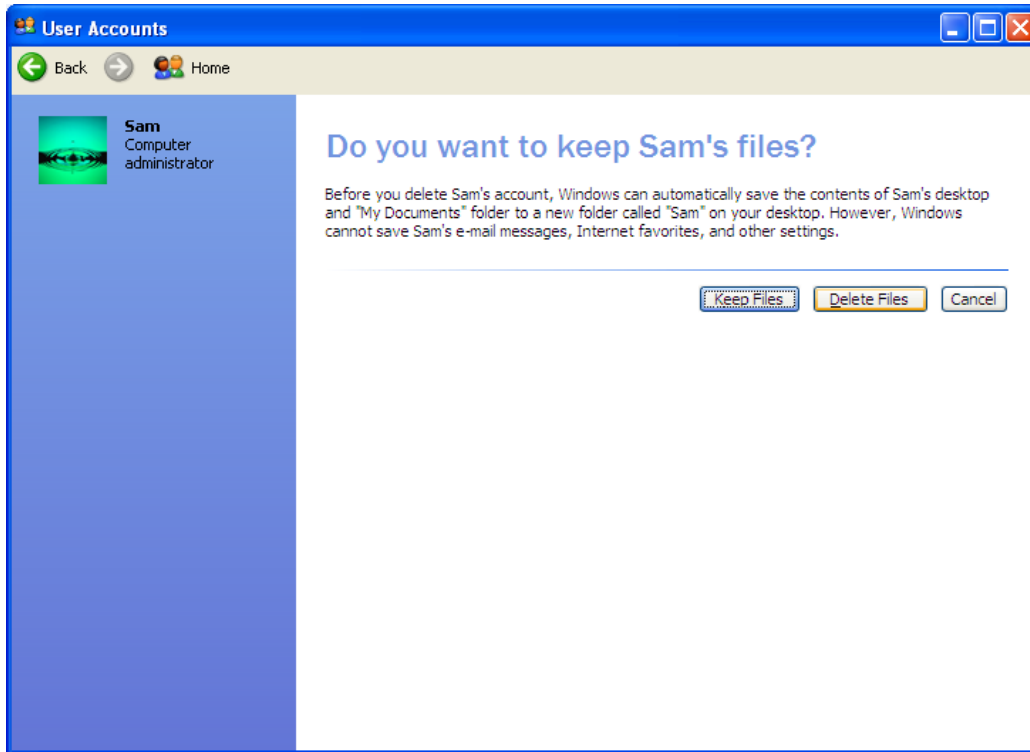 User Accounts
Back Home
Sam
Computer
administrator
Do you want to keep Sam's files?
Before you delete Sam's account, Windows can automatically save the contents of Sam's desktop
and "My Documents" folder to a new folder called "Sam" on your desktop. However, Windows
cannot save Sam's e-mail messages, Internet favorites, and other settings.
Keep Files Delete Files Cancel